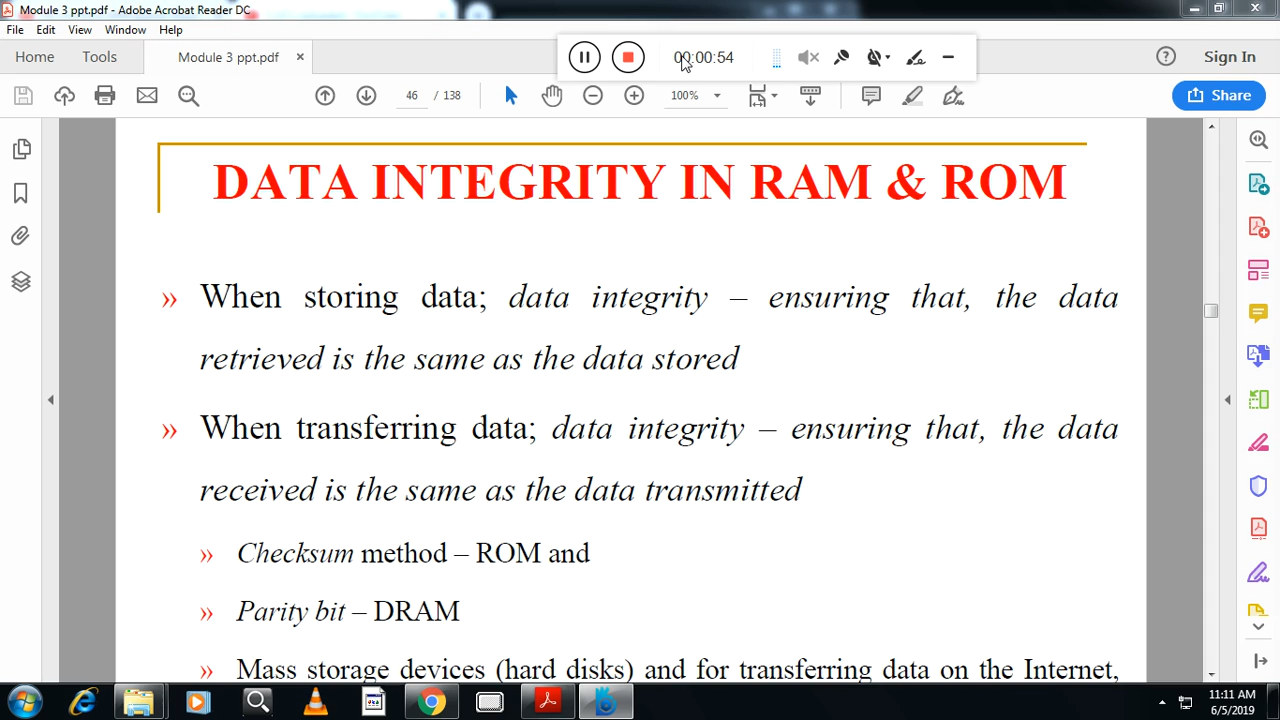 Module 3 ppt.pdf - Adobe Acrobat Reader DC
File Edit View Window Help
Home Tools Module 3 ppt.pdf ×
00:00:54
? Sign In
46 / 138
100%
Share
DATA INTEGRITY IN RAM & ROM
» When storing data; data integrity – ensuring that, the data
retrieved is the same as the data stored
» When transferring data; data integrity – ensuring that, the data
received is the same as the data transmitted
» Checksum method – ROM and
» Parity bit – DRAM
» Mass storage devices (hard disks) and for transferring data on the Internet,
11:11 AM
6/5/2019